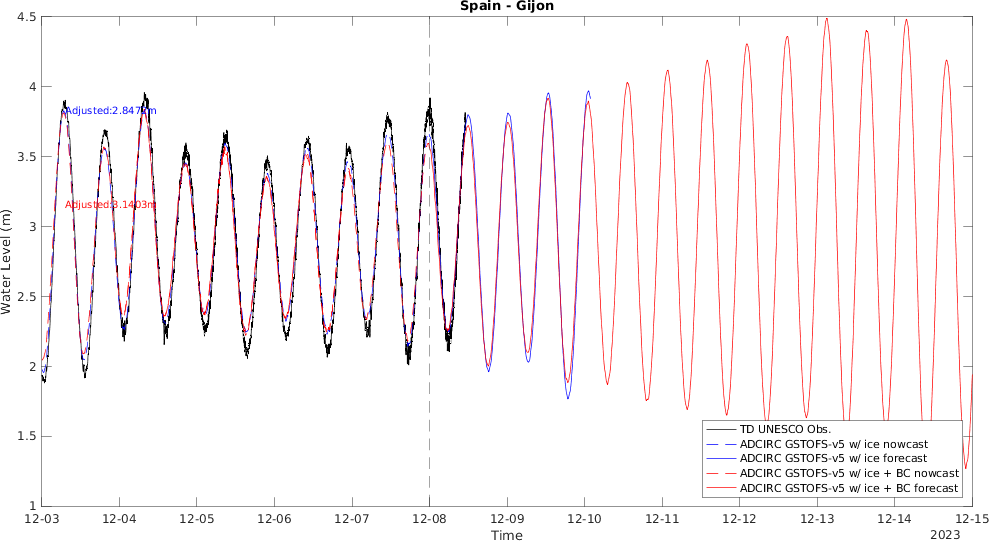 Spain - Gijon
4.5
4
3.5
3
2.5
2
1.5
1
Water Level (m)
Adjusted:2.847 m
Adjusted:3.1403m
TD UNESCO Obs.
ADCIRC GSTOFS-v5 w/ ice nowcast
ADCIRC GSTOFS-v5 w/ ice forecast
ADCIRC GSTOFS-v5 w/ ice + BC nowcast
ADCIRC GSTOFS-v5 w/ ice + BC forecast
12-03 12-04 12-05 12-06 12-07 12-08 12-09 12-10 12-11 12-12 12-13 12-14 12-15
Time
2023